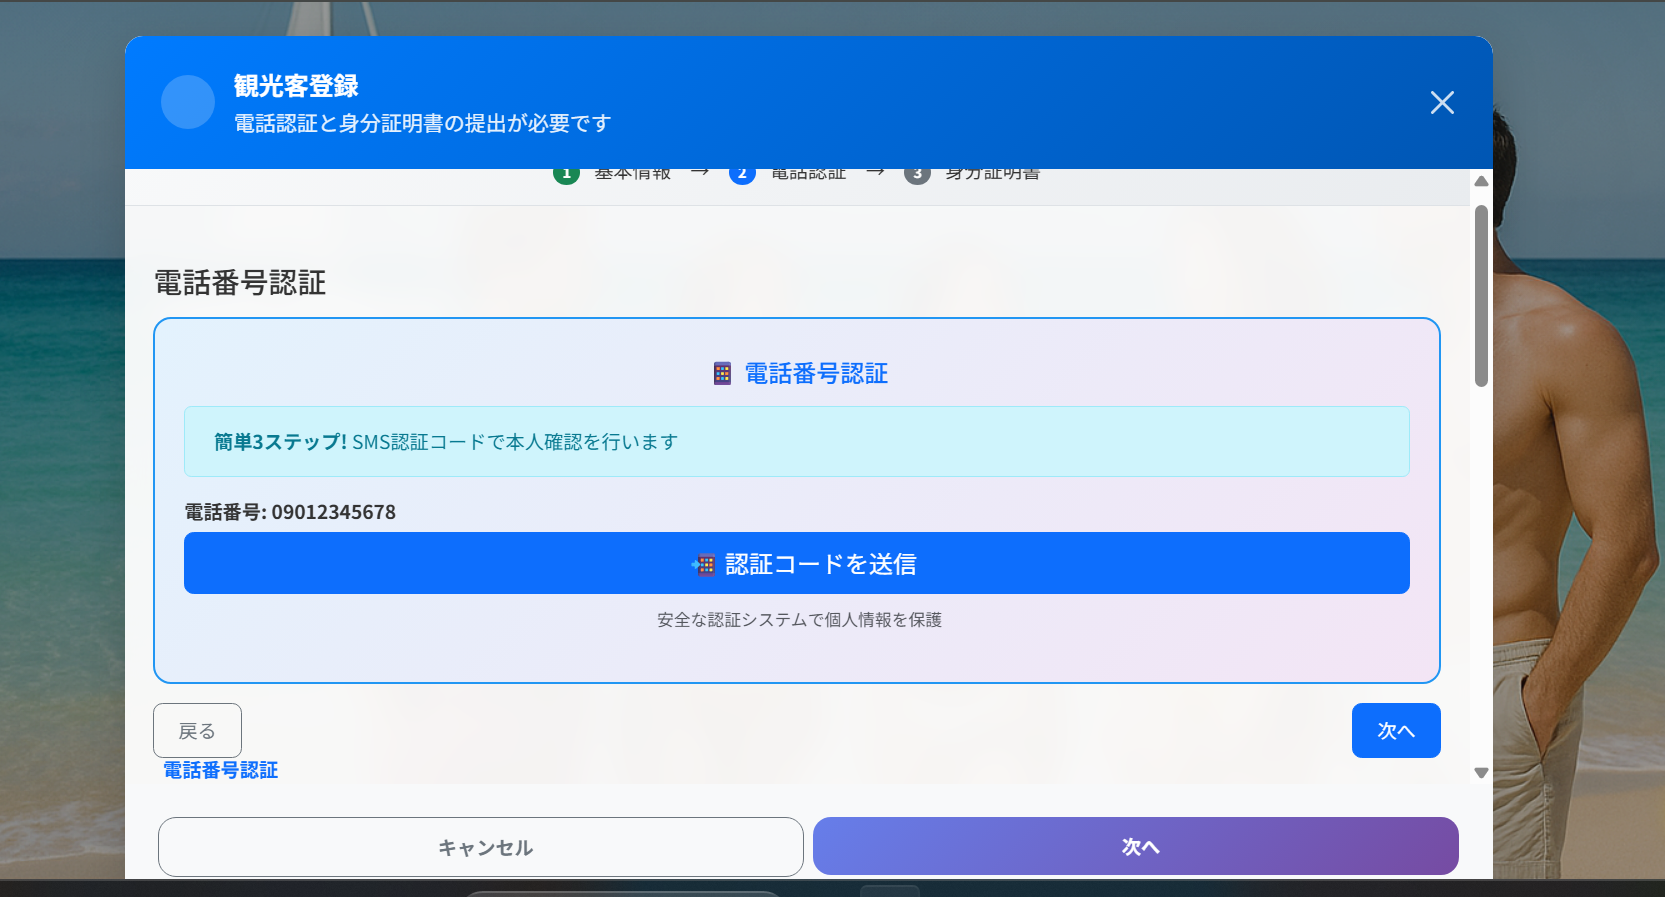 観光客登録
電話認証と身分証明書の提出が必要です
1 基本情報 → 2 電話認証 → 3 身分証明書
電話番号認証
電話番号認証
簡単3ステップ! SMS認証コードで本人確認を行います
電話番号: 09012345678
認証コードを送信
安全な認証システムで個人情報を保護
戻る
次へ
電話番号認証
キャンセル
次へ